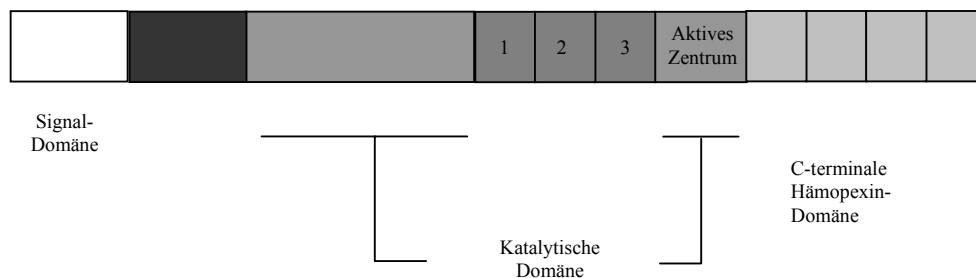 1
2
3
Aktives
Zentrum
Signal-
Domäne
C-terminale
Hämopexin-
Domäne
Katalytische
Domäne